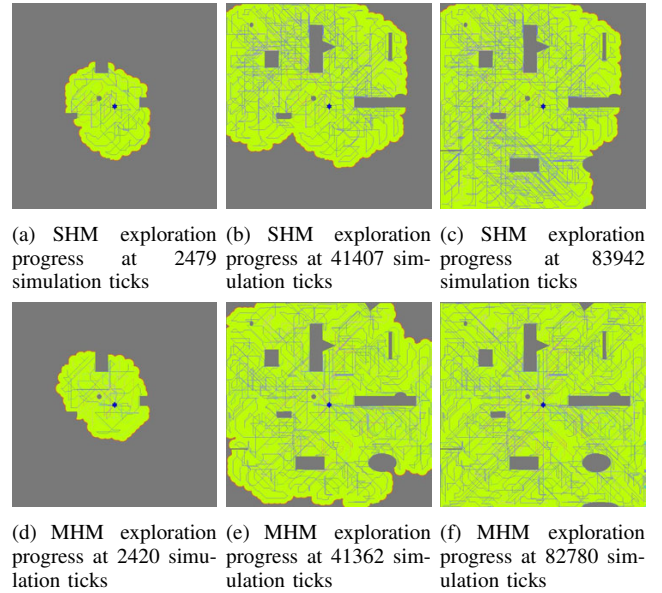 (a) SHM exploration
progress at 2479
simulation ticks
(b) SHM exploration
progress at 41407 sim-
ulation ticks
(c) SHM exploration
progress at 83942
simulation ticks
(d) MHM exploration
progress at 2420 simu-
lation ticks
(e) MHM exploration
progress at 41362 sim-
ulation ticks
(f) MHM exploration
progress at 82780 sim-
ulation ticks